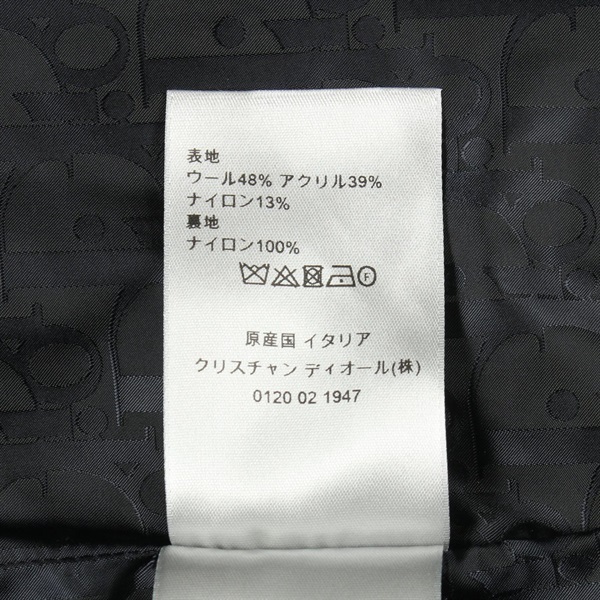 表地
ウール48% アクリル39%
ナイロン13%
裏地
ナイロン100%
F
原産国 イタリア
クリスチャン ディオール(株)
0120 02 1947